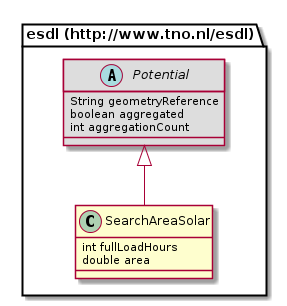 esdl (http://www.tno.nl/esdl)
A Potential
String geometryReference
boolean aggregated
int aggregationCount
C SearchAreaSolar
int fullLoadHours
double area